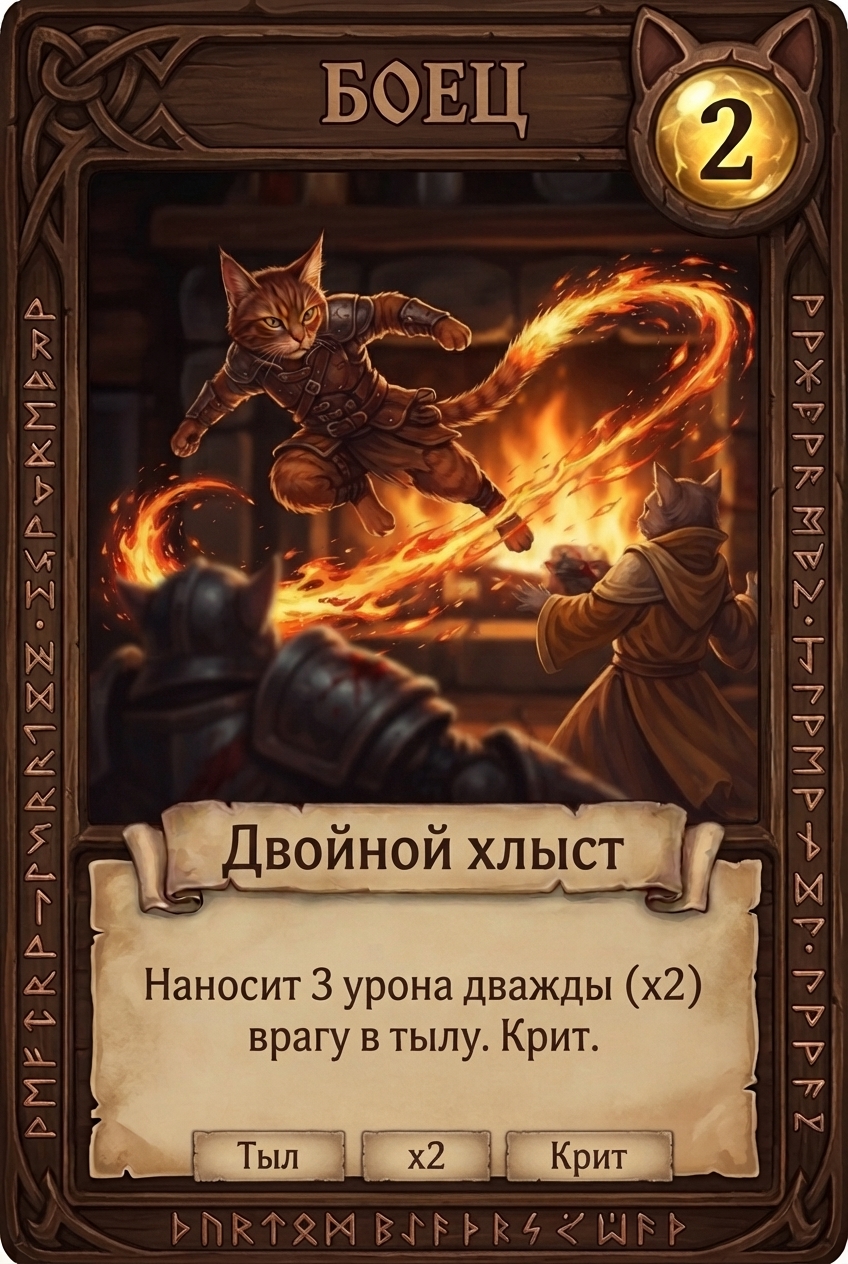 БОЕЦ
2
Двойной хлыст
Наносит 3 урона дважды (x2)
врагу в тылу. Крит.
Тыл
x2
Крит